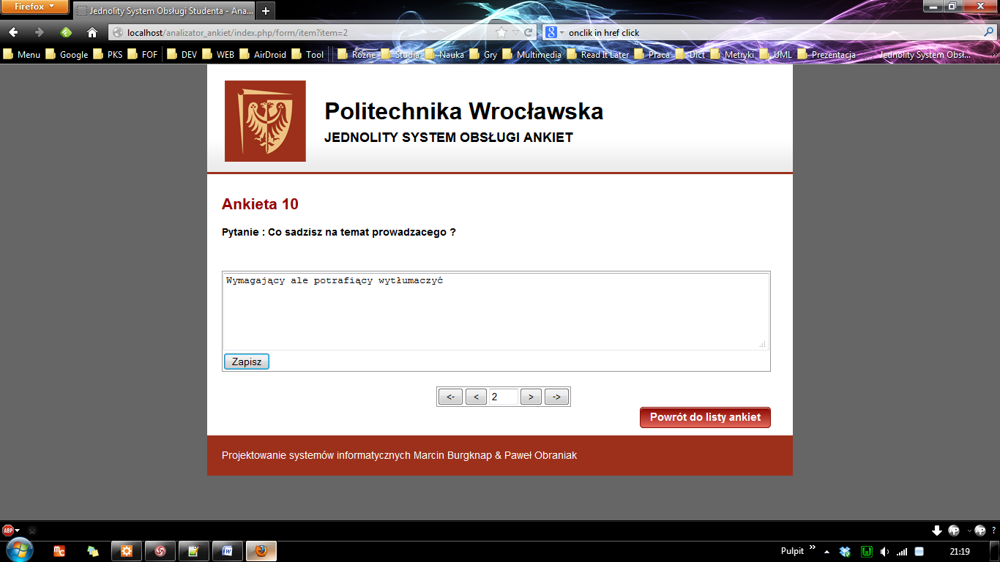 Firefox
Jednolity System Obsługi Studenta - Ana...
localhost/analizator_ankiet/index.php/form/item?item=2
onclik in href click
Menu Google PKS FOF DEV WEB AirDroid Tool Różne Studia Nauka Gry Multimedia Read It Later Praca Dict Metryki UML Prezentacja Jednolity System Obsł...
Politechnika Wrocławska
JEDNOLITY SYSTEM OBSŁUGI ANKIET
Ankieta 10
Pytanie : Co sadzisz na temat prowadzacego ?
Wymagający ale potrafiący wytłumaczyć
Zapisz
<- < 2 > ->
Powrót do listy ankiet
Projektowanie systemów informatycznych Marcin Burgknap & Paweł Obraniak
ABP
?
Pulpit
21:19